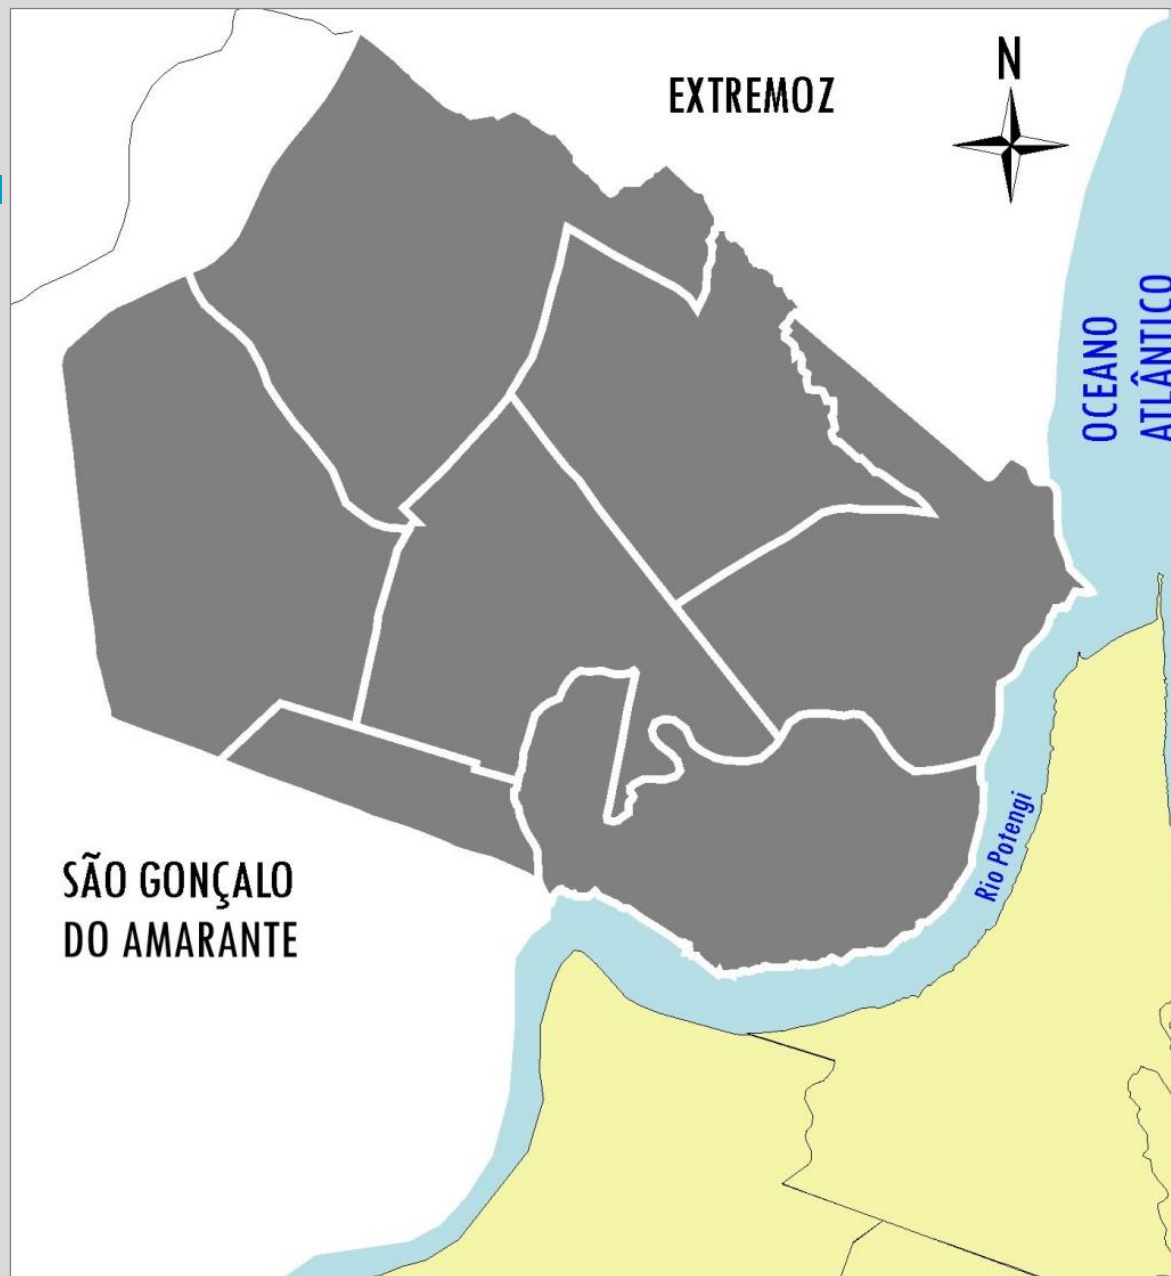 N
EXTREMOZ
OCEANO
ATLÂNTICO
Rio Potengi
SÃO GONÇALO
DO AMARANTE